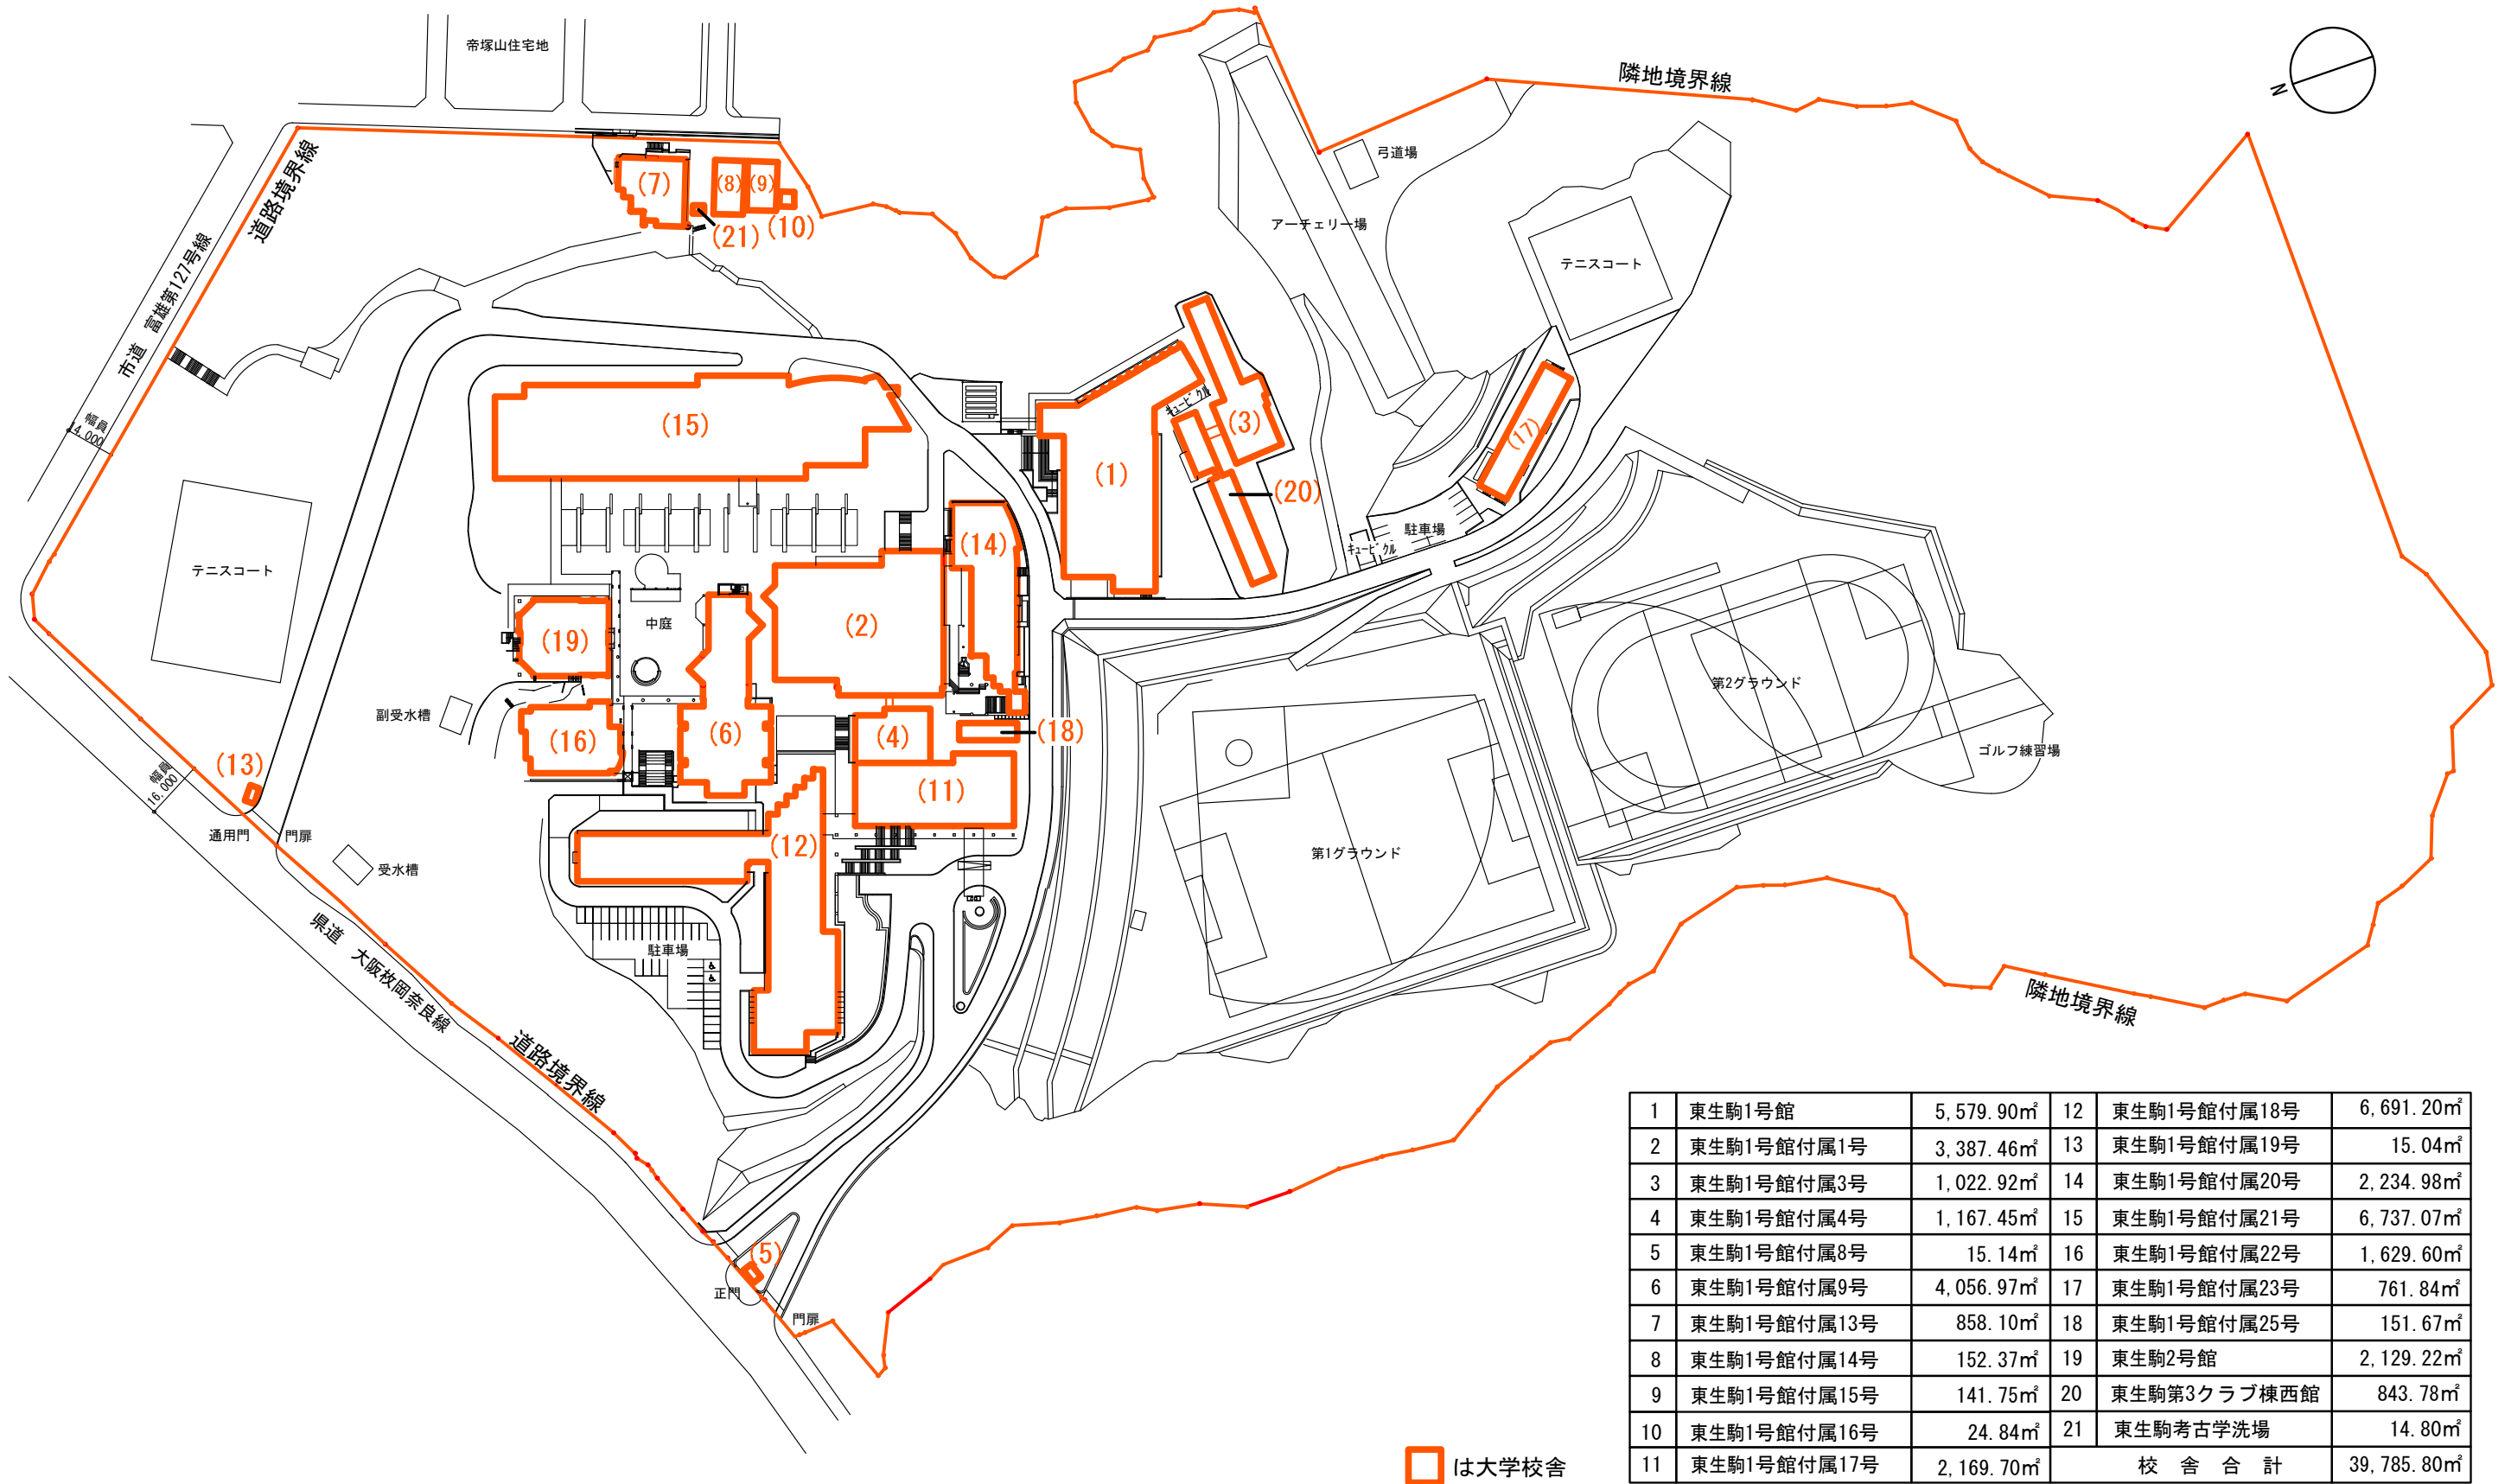 帝塚山住宅地
隣地境界線
N
弓道場
アーチェリー場
テニスコート
道路境界線
市道 富雄第127号線
幅員
14,000
(7)
(8)
(9)
(21)
(10)
(15)
(1)
キュービクル
(3)
(20)
(17)
駐車場
キュービクル
テニスコート
(14)
(19)
中庭
(2)
副受水槽
(16)
(6)
(4)
(18)
第2グラウンド
ゴルフ練習場
(13)
幅員
16,000
通用門
門扉
受水槽
(11)
(12)
第1グラウンド
県道 大阪枚岡奈良線
駐車場
道路境界線
隣地境界線
(5)
正門
門扉
1 東生駒1号館 5,579.90㎡ 12 東生駒1号館付属18号 6,691.20㎡
2 東生駒1号館付属1号 3,387.46㎡ 13 東生駒1号館付属19号 15.04㎡
3 東生駒1号館付属3号 1,022.92㎡ 14 東生駒1号館付属20号 2,234.98㎡
4 東生駒1号館付属4号 1,167.45㎡ 15 東生駒1号館付属21号 6,737.07㎡
5 東生駒1号館付属8号 15.14㎡ 16 東生駒1号館付属22号 1,629.60㎡
6 東生駒1号館付属9号 4,056.97㎡ 17 東生駒1号館付属23号 761.84㎡
7 東生駒1号館付属13号 858.10㎡ 18 東生駒1号館付属25号 151.67㎡
8 東生駒1号館付属14号 152.37㎡ 19 東生駒2号館 2,129.22㎡
9 東生駒1号館付属15号 141.75㎡ 20 東生駒第3クラブ棟西館 843.78㎡
10 東生駒1号館付属16号 24.84㎡ 21 東生駒考古学洗場 14.80㎡
11 東生駒1号館付属17号 2,169.70㎡ 校舎合計 39,785.80㎡
は大学校舎